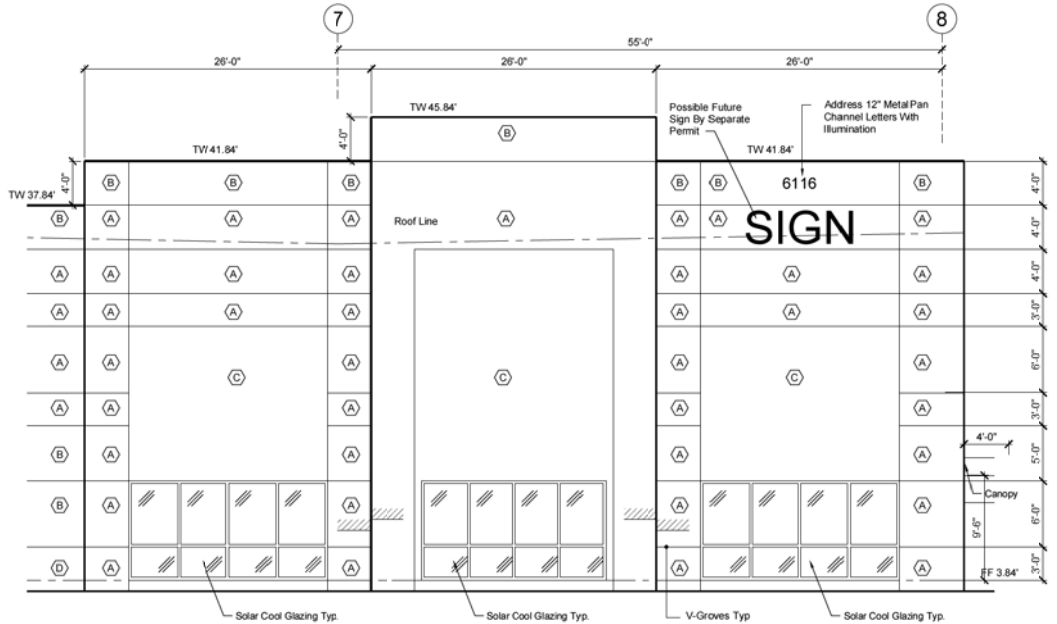 7
8
55'-0"
26'-0"
26'-0"
26'-0"
TW 45.84'
Possible Future
Sign By Separate
Permit
Address 12" Metal Pan
Channel Letters With
Illumination
4'-0"
B
TW 41.84'
TW 41.84'
4'-0"
B
B
B
B
B
6116
B
4'-0"
TW 37.84'
B
A
A
A
Roof Line
A
A
A
SIGN
A
4'-0"
A
A
A
A
A
A
A
4'-0"
A
A
A
A
A
A
A
3'-0"
A
A
C
A
C
A
C
A
6'-0"
A
A
A
A
A
3'-0"
B
A
A
A
A
5'-0"
4'-0"
Canopy
B
A
A
A
A
6'-0"
9'-6"
D
A
A
A
A
FF 3.84'
3'-0"
Solar Cool Glazing Typ.
Solar Cool Glazing Typ.
V-Groves Typ
Solar Cool Glazing Typ.